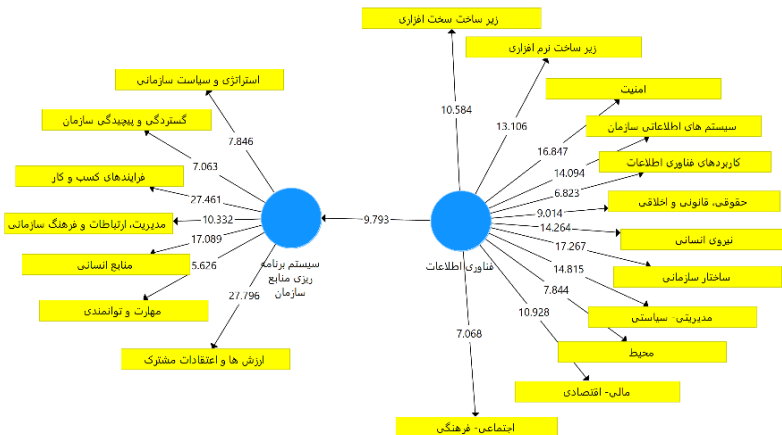 زیر ساخت سخت افزاری
زیر ساخت نرم افزاری
امنیت
سیستم های اطلاعاتی سازمان
کاربردهای فناوری اطلاعات
حقوقی، قانونی و اخلاقی
نیروی انسانی
ساختار سازمانی
مدیریتی- سیاستی
محیط
مالی- اقتصادی
اجتماعی- فرهنگی
10.584
13.106
16.847
14.094
6.823
9.014
14.264
17.267
14.815
7.844
10.928
7.068
فناوری اطلاعات
9.793
سیستم برنامه
ریزی منابع
سازمان
7.846
7.063
27.461
10.332
17.089
5.626
27.796
استراتژی و سیاست سازمانی
گستردگی و پیچیدگی سازمان
فرایندهای کسب و کار
مدیریت، ارتباطات و فرهنگ سازمانی
منابع انسانی
مهارت و توانمندی
ارزش ها و اعتقادات مشترک